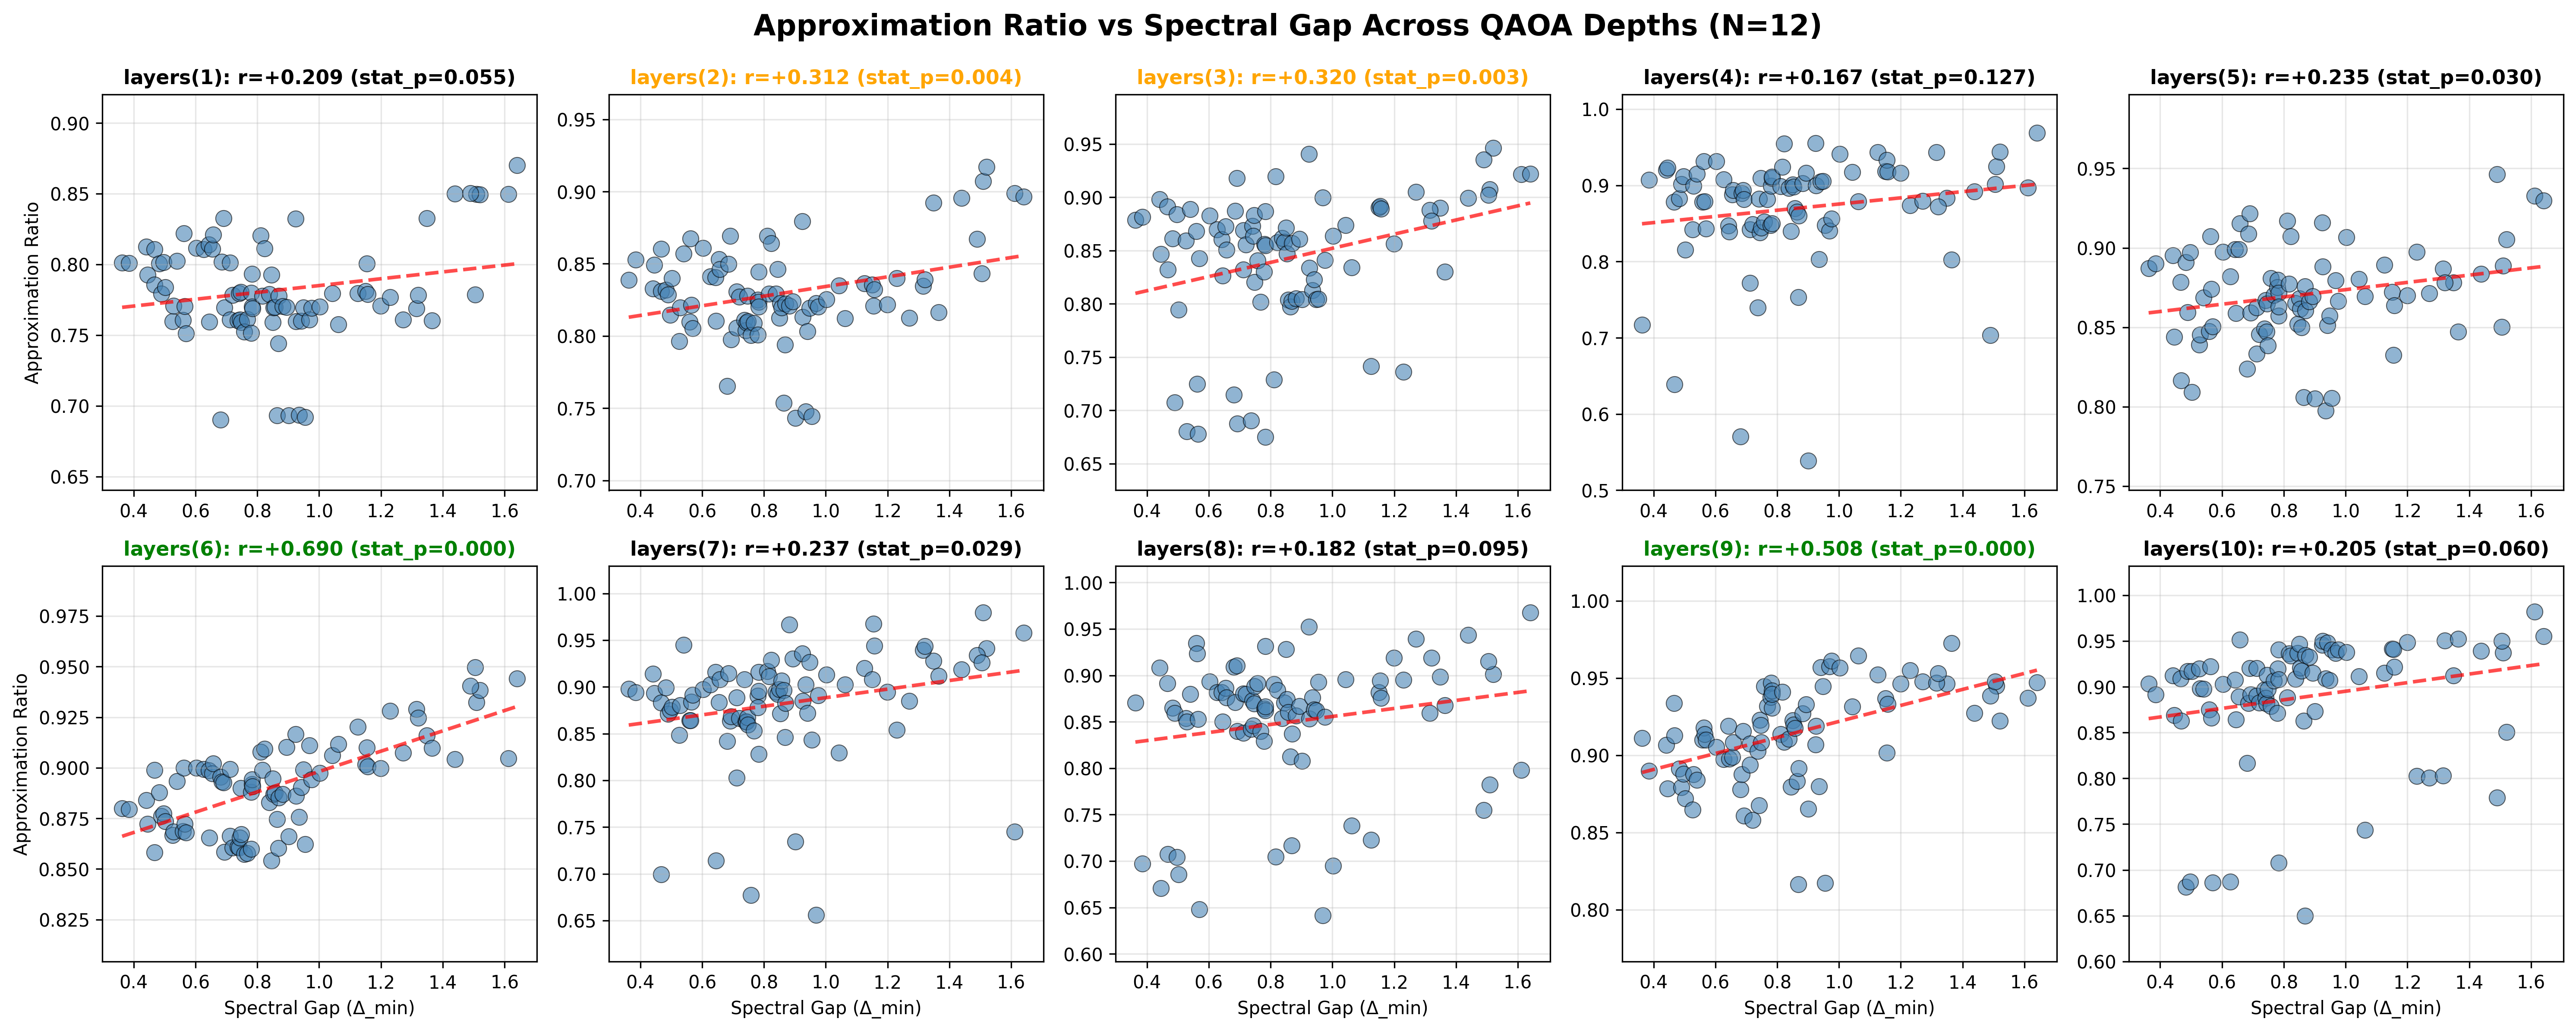 Approximation Ratio vs Spectral Gap Across QAOA Depths (N=12)
layers(1): r=+0.209 (stat_p=0.055)
layers(2): r=+0.312 (stat_p=0.004)
layers(3): r=+0.320 (stat_p=0.003)
layers(4): r=+0.167 (stat_p=0.127)
layers(5): r=+0.235 (stat_p=0.030)
Approximation Ratio
0.90
0.85
0.80
0.75
0.70
0.65
0.4 0.6 0.8 1.0 1.2 1.4 1.6
0.95
0.90
0.85
0.80
0.75
0.70
0.4 0.6 0.8 1.0 1.2 1.4 1.6
0.95
0.90
0.85
0.80
0.75
0.70
0.65
0.4 0.6 0.8 1.0 1.2 1.4 1.6
1.0
0.9
0.8
0.7
0.6
0.5
0.4 0.6 0.8 1.0 1.2 1.4 1.6
0.95
0.90
0.85
0.80
0.75
0.4 0.6 0.8 1.0 1.2 1.4 1.6
layers(6): r=+0.690 (stat_p=0.000)
layers(7): r=+0.237 (stat_p=0.029)
layers(8): r=+0.182 (stat_p=0.095)
layers(9): r=+0.508 (stat_p=0.000)
layers(10): r=+0.205 (stat_p=0.060)
Approximation Ratio
0.975
0.950
0.925
0.900
0.875
0.850
0.825
0.4 0.6 0.8 1.0 1.2 1.4 1.6
Spectral Gap (Δ_min)
1.00
0.95
0.90
0.85
0.80
0.75
0.70
0.65
0.4 0.6 0.8 1.0 1.2 1.4 1.6
Spectral Gap (Δ_min)
1.00
0.95
0.90
0.85
0.80
0.75
0.70
0.65
0.60
0.4 0.6 0.8 1.0 1.2 1.4 1.6
Spectral Gap (Δ_min)
1.00
0.95
0.90
0.85
0.80
0.4 0.6 0.8 1.0 1.2 1.4 1.6
Spectral Gap (Δ_min)
1.00
0.95
0.90
0.85
0.80
0.75
0.70
0.65
0.60
0.4 0.6 0.8 1.0 1.2 1.4 1.6
Spectral Gap (Δ_min)